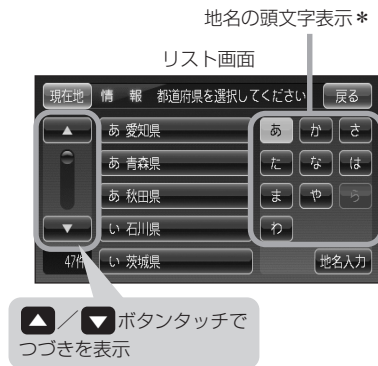 地名の頭文字表示＊
リスト画面
現在地 情 報 都道府県を選択してください 戻る
▲ あ 愛知県 あ か さ
あ 青森県 た な は
あ 秋田県 ま や ら
▼ い 石川県 わ
47件 い 茨城県 地名入力
▲／▼ボタンタッチで
つづきを表示